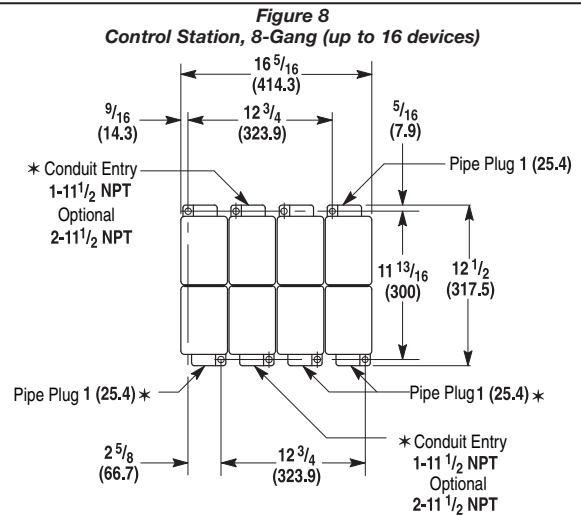 Figure 8
Control Station, 8-Gang (up to 16 devices)
16 5/16
(414.3)
9/16
(14.3)
12 3/4
(323.9)
5/16
(7.9)
* Conduit Entry
1-11 1/2 NPT
Optional
2-11 1/2 NPT
Pipe Plug 1 (25.4)
11 13/16
(300)
12 1/2
(317.5)
Pipe Plug 1 (25.4) *
Pipe Plug 1 (25.4) *
2 5/8
(66.7)
12 3/4
(323.9)
* Conduit Entry
1-11 1/2 NPT
Optional
2-11 1/2 NPT